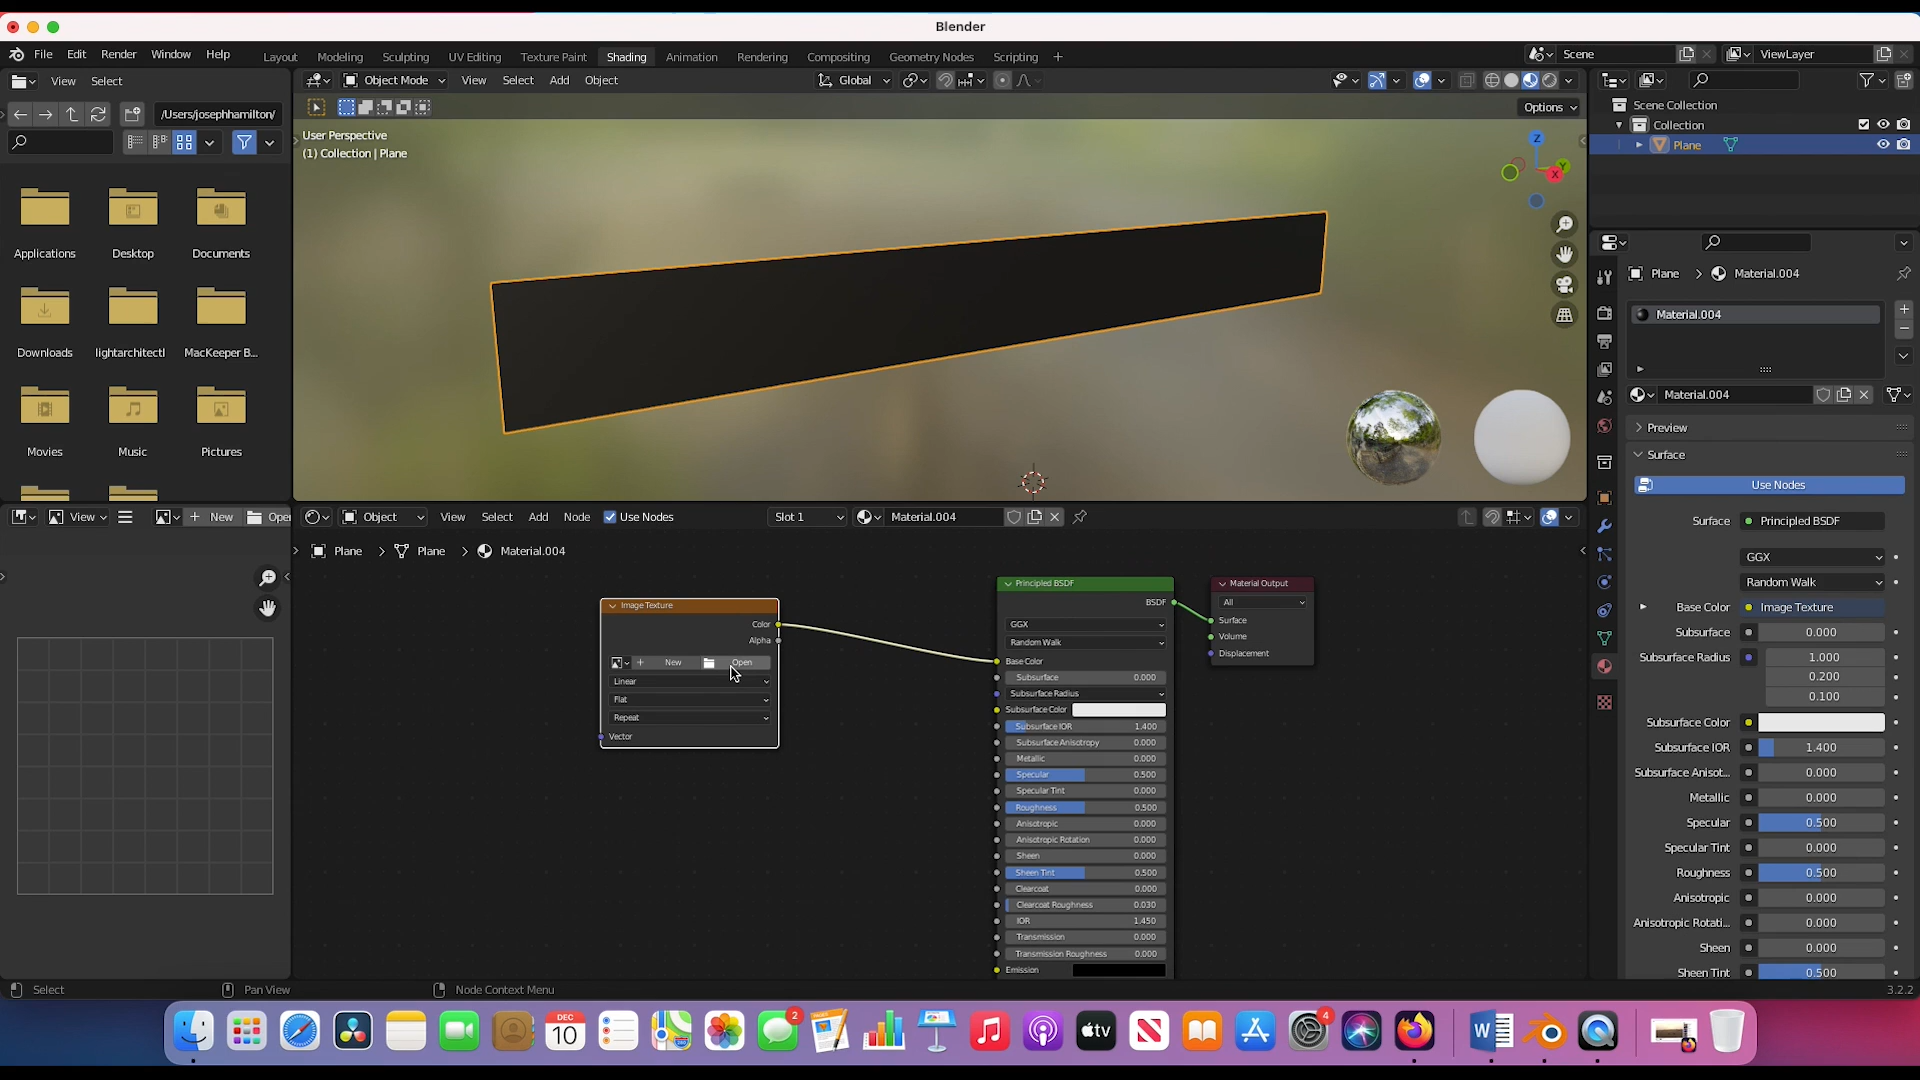 Blender
File Edit Render Window Help
Layout Modeling Sculpting UV Editing Texture Paint Shading Animation Rendering Compositing Geometry Nodes Scripting +
Scene
ViewLayer
View Select
Object Mode View Select Add Object
Global
/Users/josephhamilton/
Options
User Perspective
(1) Collection | Plane
Z
Y
X
Applications Desktop Documents
Downloads lightarchitectl MacKeeper B...
Movies Music Pictures
Scene Collection
Collection
Plane
Plane > Material.004
Material.004
Material.004
Preview
Surface
Use Nodes
Surface Principled BSDF
GGX
Random Walk
Base Color Image Texture
Subsurface 0.000
Subsurface Radius 1.000
0.200
0.100
Subsurface Color
Subsurface IOR 1.400
Subsurface Anisot... 0.000
Metallic 0.000
Specular 0.500
Specular Tint 0.000
Roughness 0.500
Anisotropic 0.000
Anisotropic Rotati... 0.000
Sheen 0.000
Sheen Tint 0.500
View + New Open
Object View Select Add Node Use Nodes Slot 1 Material.004
Plane > Plane > Material.004
Image Texture
Color
Alpha
+ New Open
Linear
Flat
Repeat
Vector
Principled BSDF
BSDF
GGX
Random Walk
Base Color
Subsurface 0.000
Subsurface Radius
Subsurface Color
Subsurface IOR 1.400
Subsurface Anisotropy 0.000
Metallic 0.000
Specular 0.500
Specular Tint 0.000
Roughness 0.500
Anisotropic 0.000
Anisotropic Rotation 0.000
Sheen 0.000
Sheen Tint 0.500
Clearcoat 0.000
Clearcoat Roughness 0.030
IOR 1.450
Transmission 0.000
Transmission Roughness 0.000
Emission
Material Output
All
Surface
Volume
Displacement
Select Pan View Node Context Menu 3.2.2
DEC
10
2
tv
4